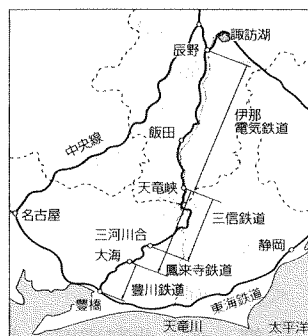 諏訪湖
辰野
伊那
電気鉄道
飯田
中央線
天竜峡
名古屋
三河川合
三信鉄道
静岡
大海
鳳来寺鉄道
豊川鉄道
豊橋
東海鉄道
天竜川
太平洋